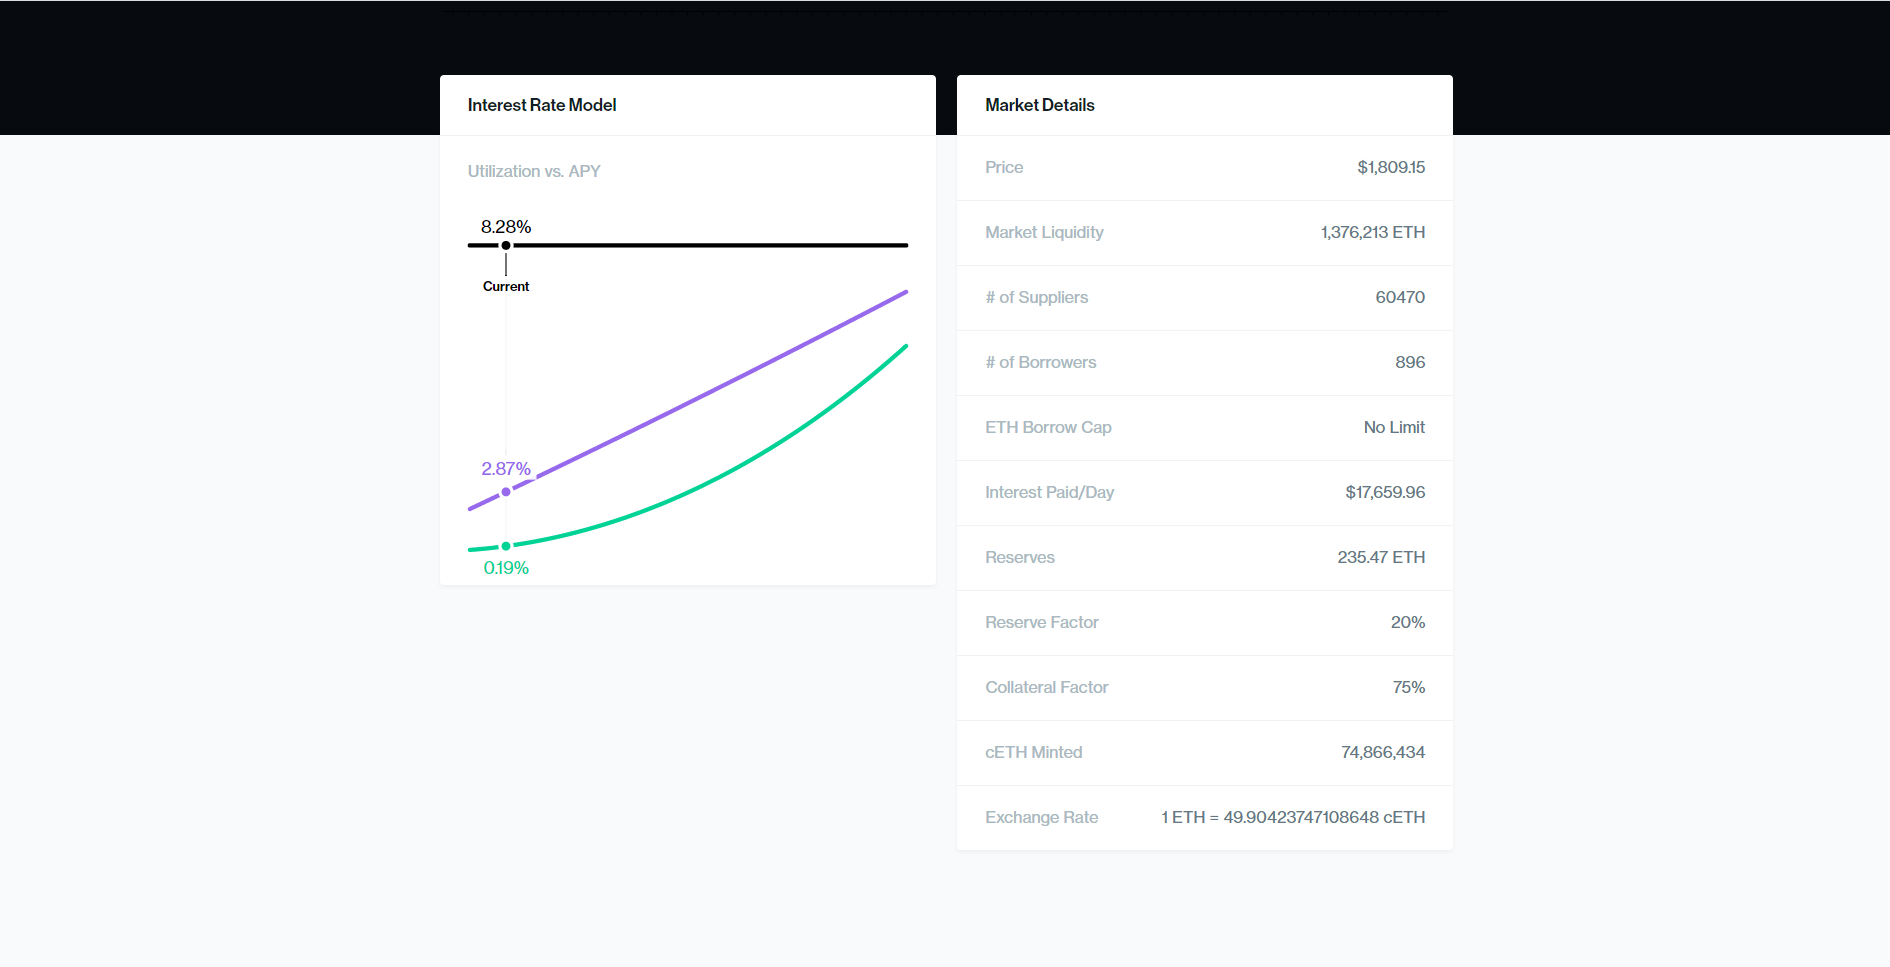 Interest Rate Model
Utilization vs. APY
8.28%
Current
2.87%
0.19%
Market Details
Price $1,809.15
Market Liquidity 1,376,213 ETH
# of Suppliers 60470
# of Borrowers 896
ETH Borrow Cap No Limit
Interest Paid/Day $17,659.96
Reserves 235.47 ETH
Reserve Factor 20%
Collateral Factor 75%
cETH Minted 74,866,434
Exchange Rate 1 ETH = 49.90423747108648 cETH